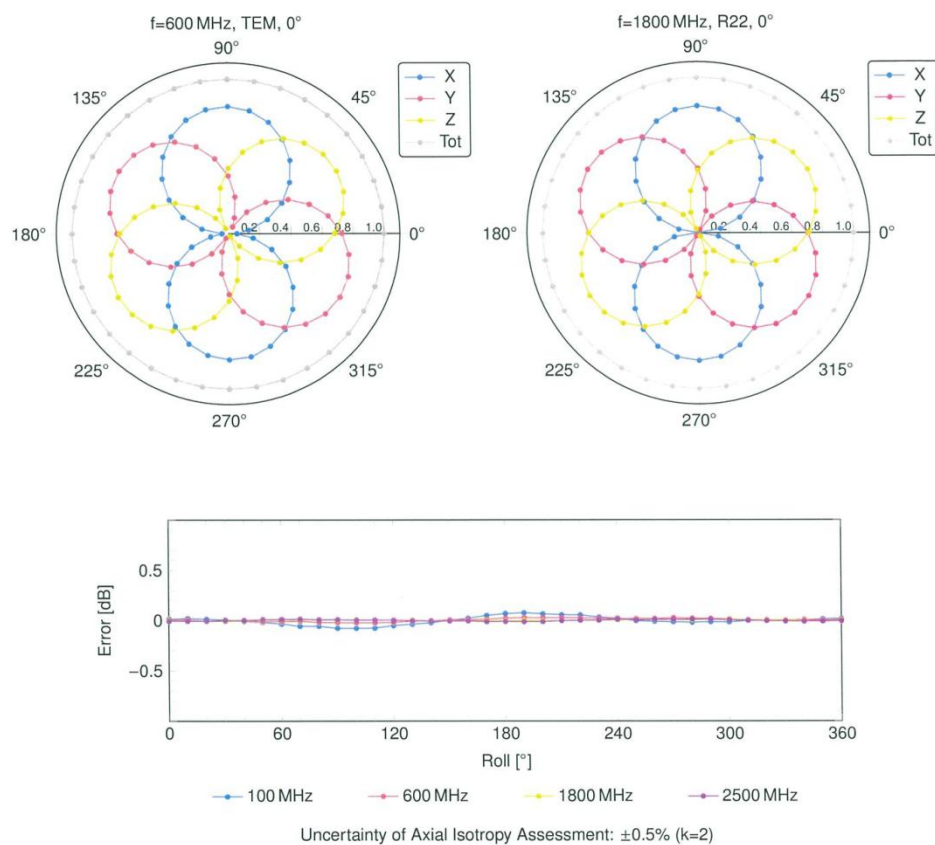 f=600 MHz, TEM, 0°
90°
45°
135°
180°
0°
225°
315°
270°
0.2 0.4 0.6 0.8 1.0
X
Y
Z
Tot
f=1800 MHz, R22, 0°
90°
45°
135°
180°
0°
225°
315°
270°
0.2 0.4 0.6 0.8 1.0
X
Y
Z
Tot
Error [dB]
0.5
0
−0.5
0 60 120 180 240 300 360
Roll [°]
100 MHz 600 MHz 1800 MHz 2500 MHz
Uncertainty of Axial Isotropy Assessment: ±0.5% (k=2)